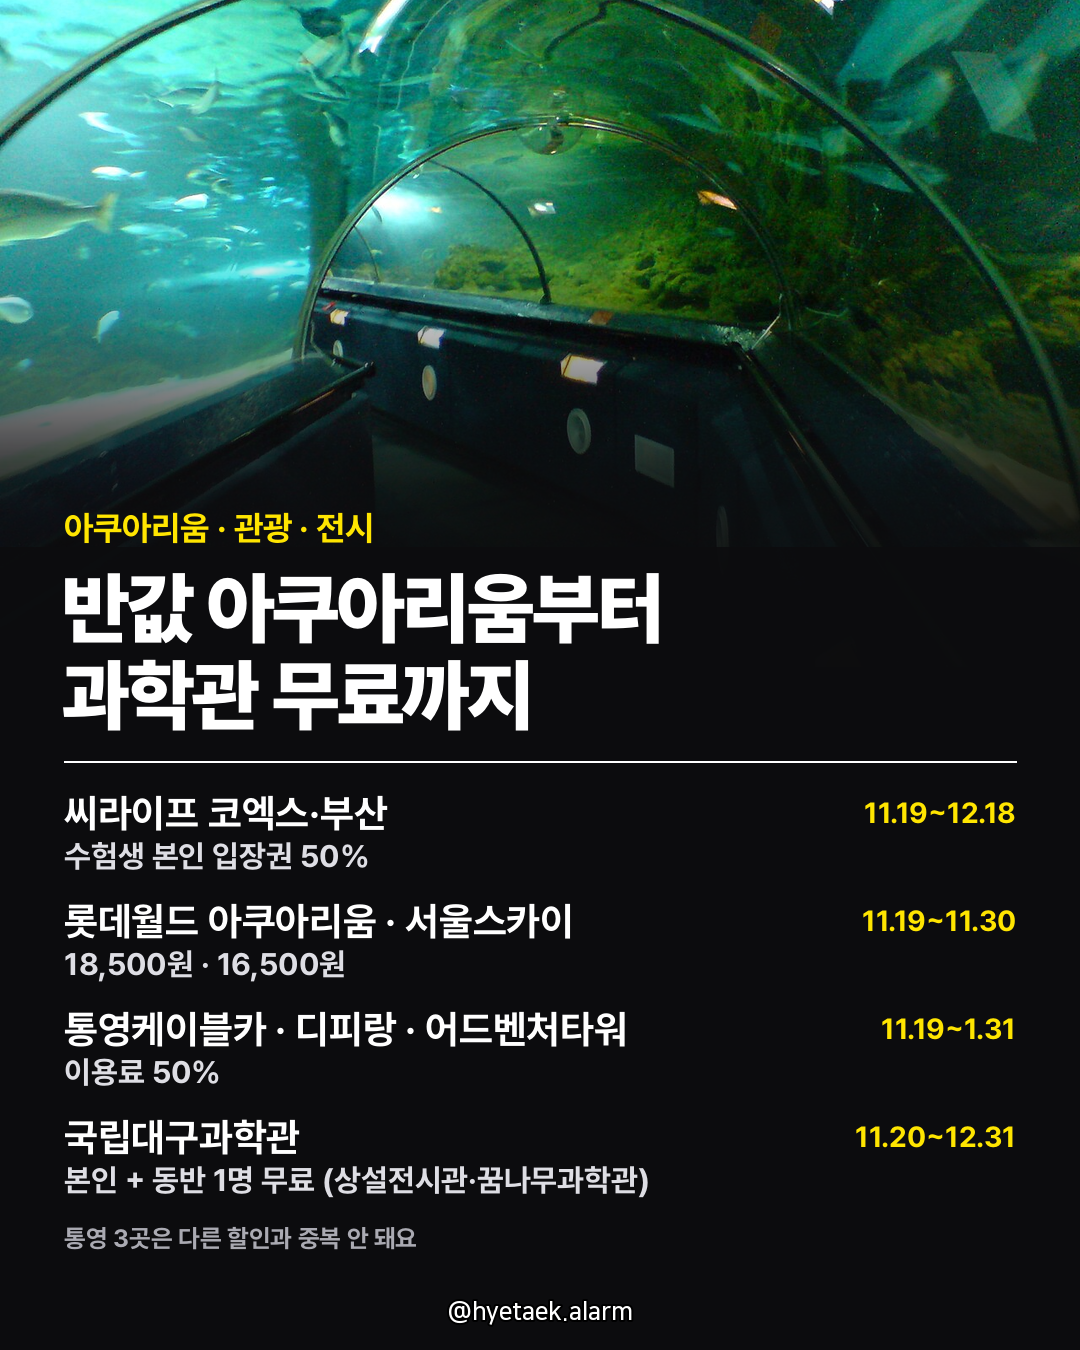 아쿠아리움 · 관광 · 전시
반값 아쿠아리움부터
과학관 무료까지
씨라이프 코엑스·부산
11.19~12.18
수험생 본인 입장권 50%
롯데월드 아쿠아리움 · 서울스카이
11.19~11.30
18,500원 · 16,500원
통영케이블카 · 디피랑 · 어드벤처타워
11.19~1.31
이용료 50%
국립대구과학관
11.20~12.31
본인 + 동반 1명 무료 (상설전시관·꿈나무과학관)
통영 3곳은 다른 할인과 중복 안 돼요
@hyetaek.alarm